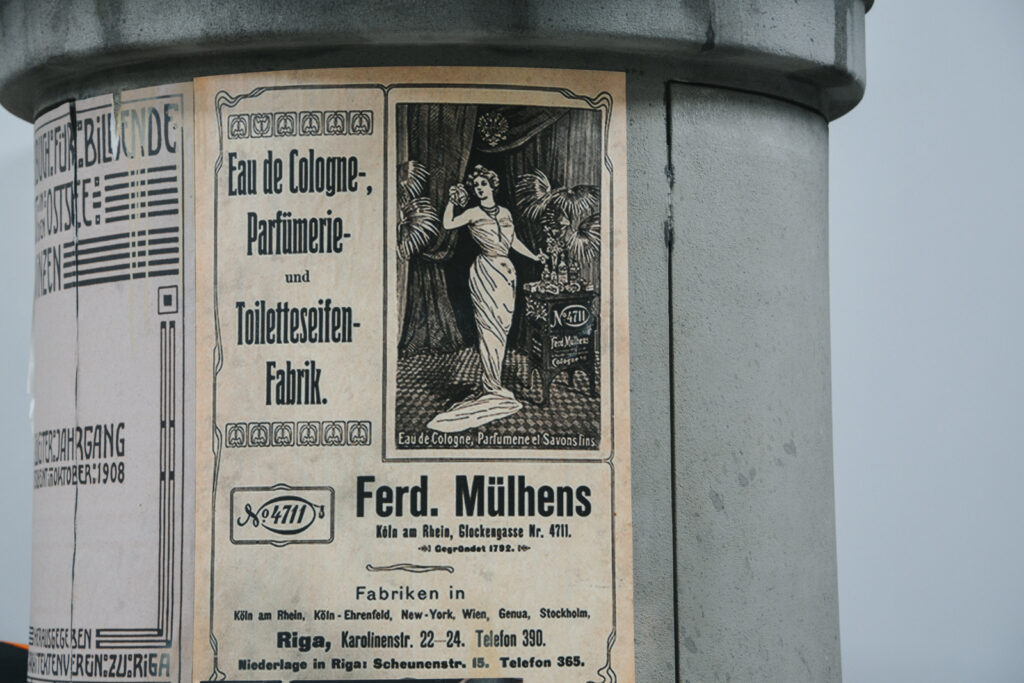 FÜR: BILDENDE
OSTSEE:
JAHRGANG
OKTOBER: 1908
ZU: RIGA
Eau de Cologne-,
Parfümerie-
und
Toiletteseifen-
Fabrik.
No 4711
Ferd. Mülhens
Cologne
Eau de Cologne, Parfumerie et Savons fins
No 4711
Ferd. Mülhens
Köln am Rhein, Glockengasse Nr. 4711.
Gegründet 1792.
Fabriken in
Köln am Rhein, Köln-Ehrenfeld, New-York, Wien, Genua, Stockholm,
Riga, Karolinenstr. 22—24. Telefon 390.
Niederlage in Riga: Scheunenstr. 15. Telefon 365.